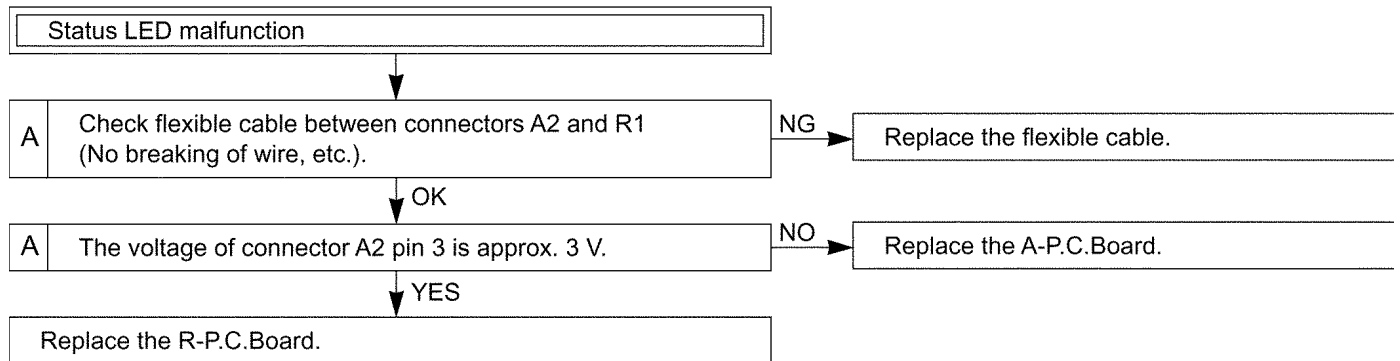 Status LED malfunction
A
Check flexible cable between connectors A2 and R1
(No breaking of wire, etc.).
NG
Replace the flexible cable.
OK
A
The voltage of connector A2 pin 3 is approx. 3 V.
NO
Replace the A-P.C.Board.
YES
Replace the R-P.C.Board.